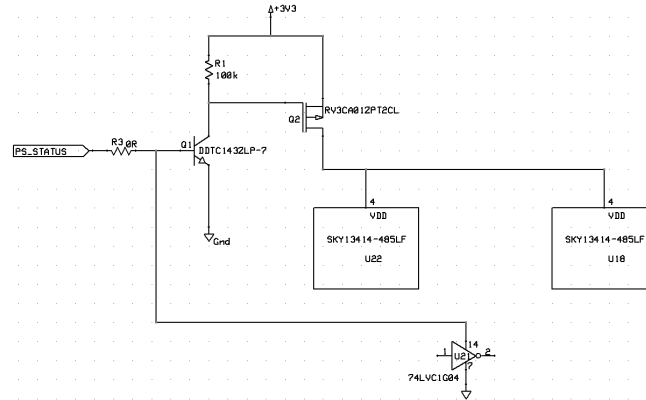 +3V3
R1
100k
RV3CA01ZPT2CL
Q2
R3 0R
Q1
DDTC143ZLP-7
PS_STATUS
Gnd
4
VDD
SKY13414-485LF
U22
4
VDD
SKY13414-485LF
U18
14
1
U21
2
7
74LVC1G04